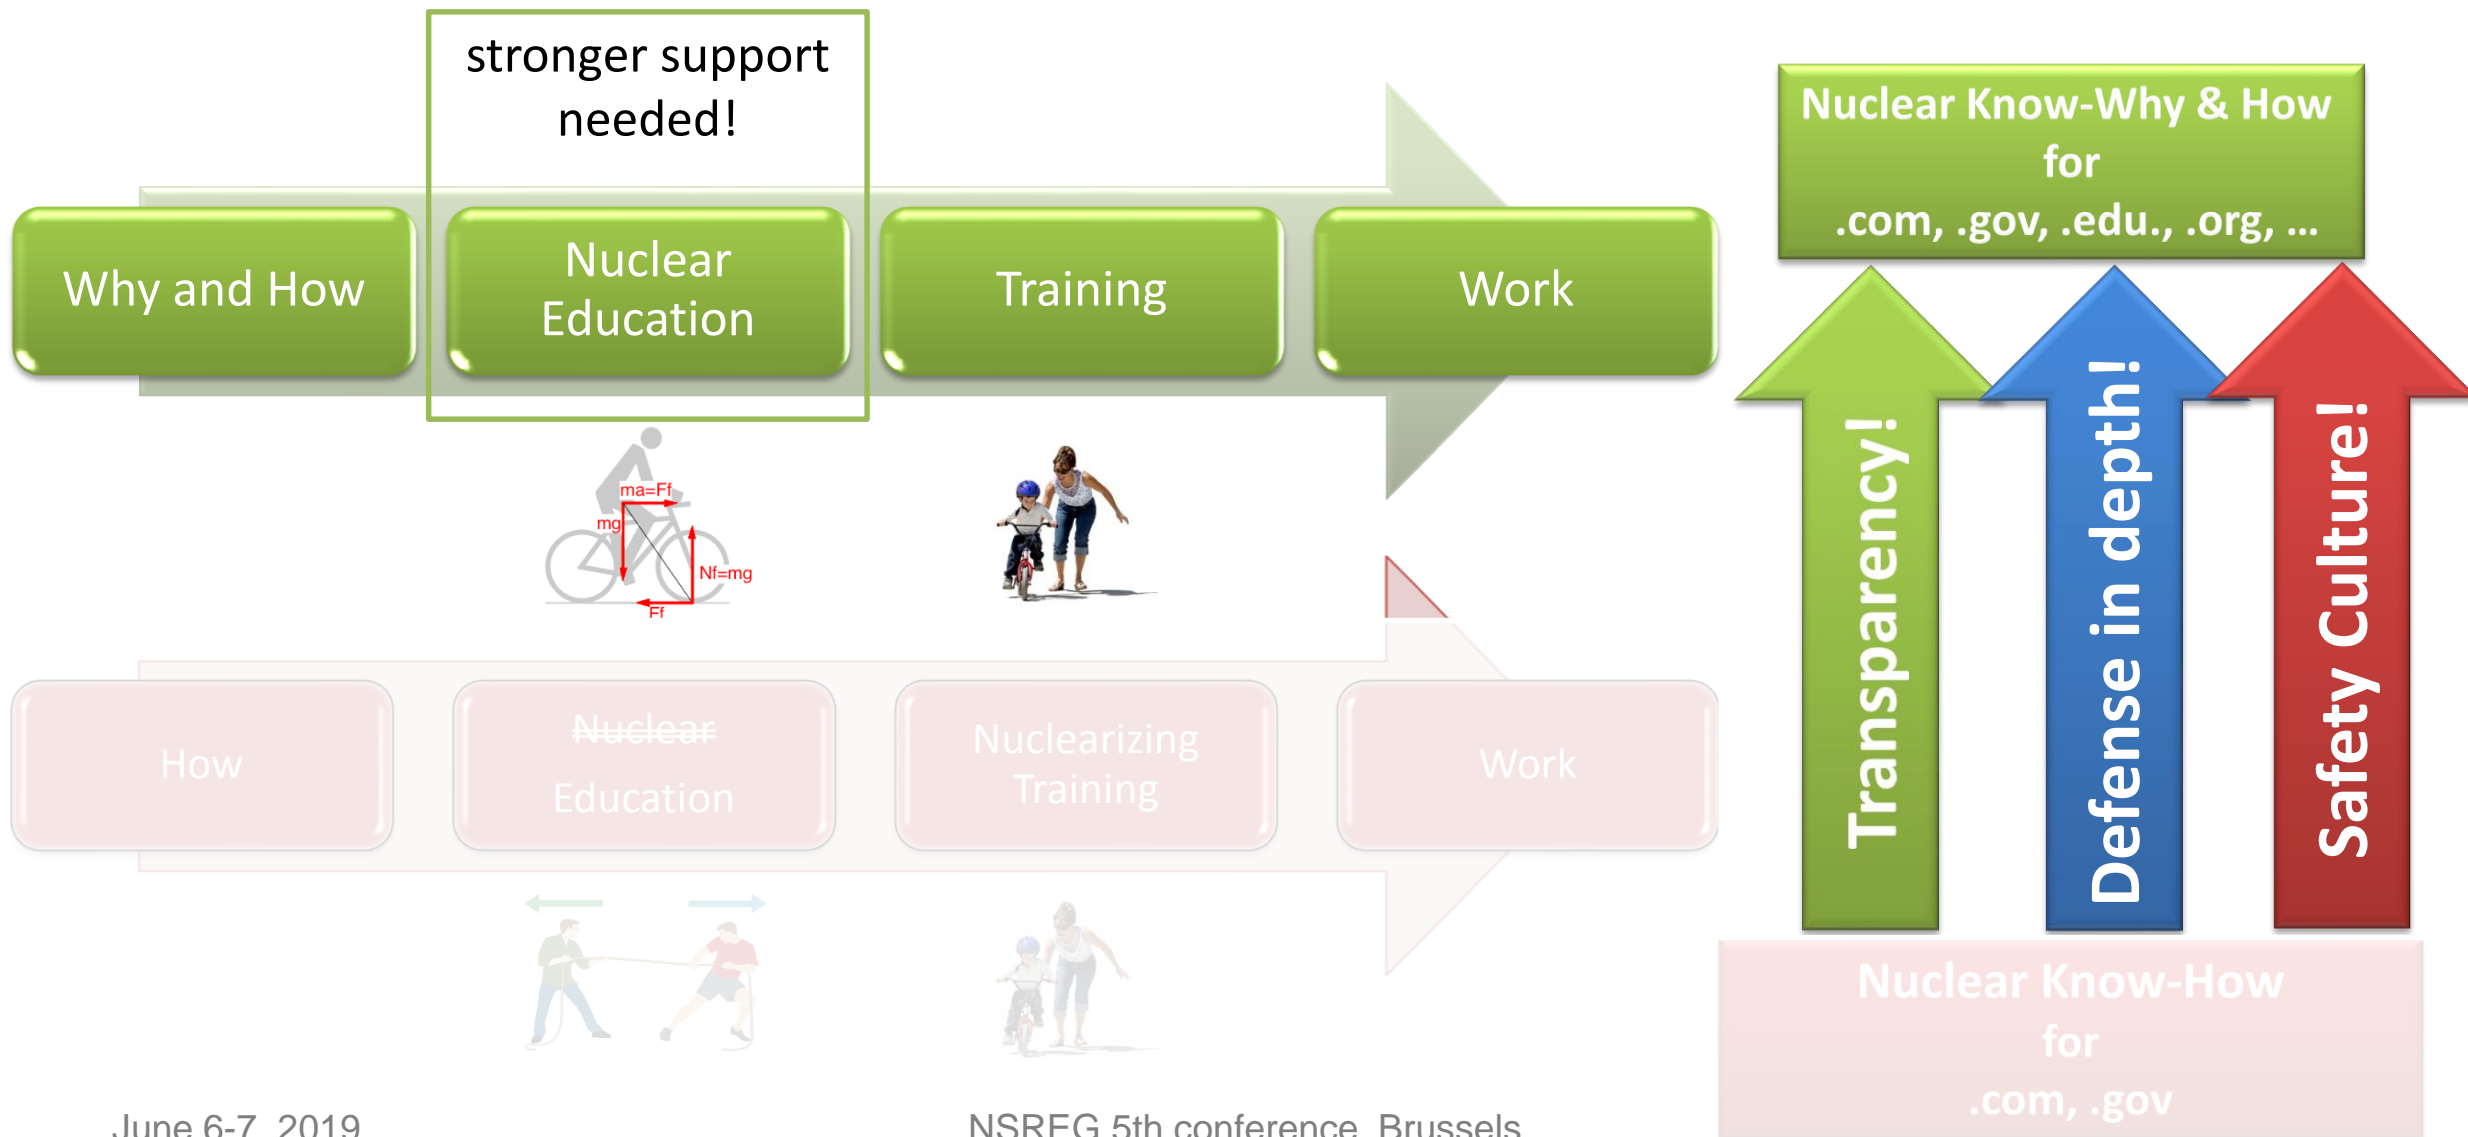 stronger support
needed!
Why and How
Nuclear
Education
Training
Work
ma=Ff
mg
Nf=mg
Ff
How
Nuclear
Education
Nuclearizing
Training
Work
Nuclear Know-Why & How
for
.com, .gov, .edu., .org, ...
Transparency!
Defense in depth!
Safety Culture!
Nuclear Know-How
for
.com, .gov
June 6-7, 2019
NSREG 5th conference, Brussels